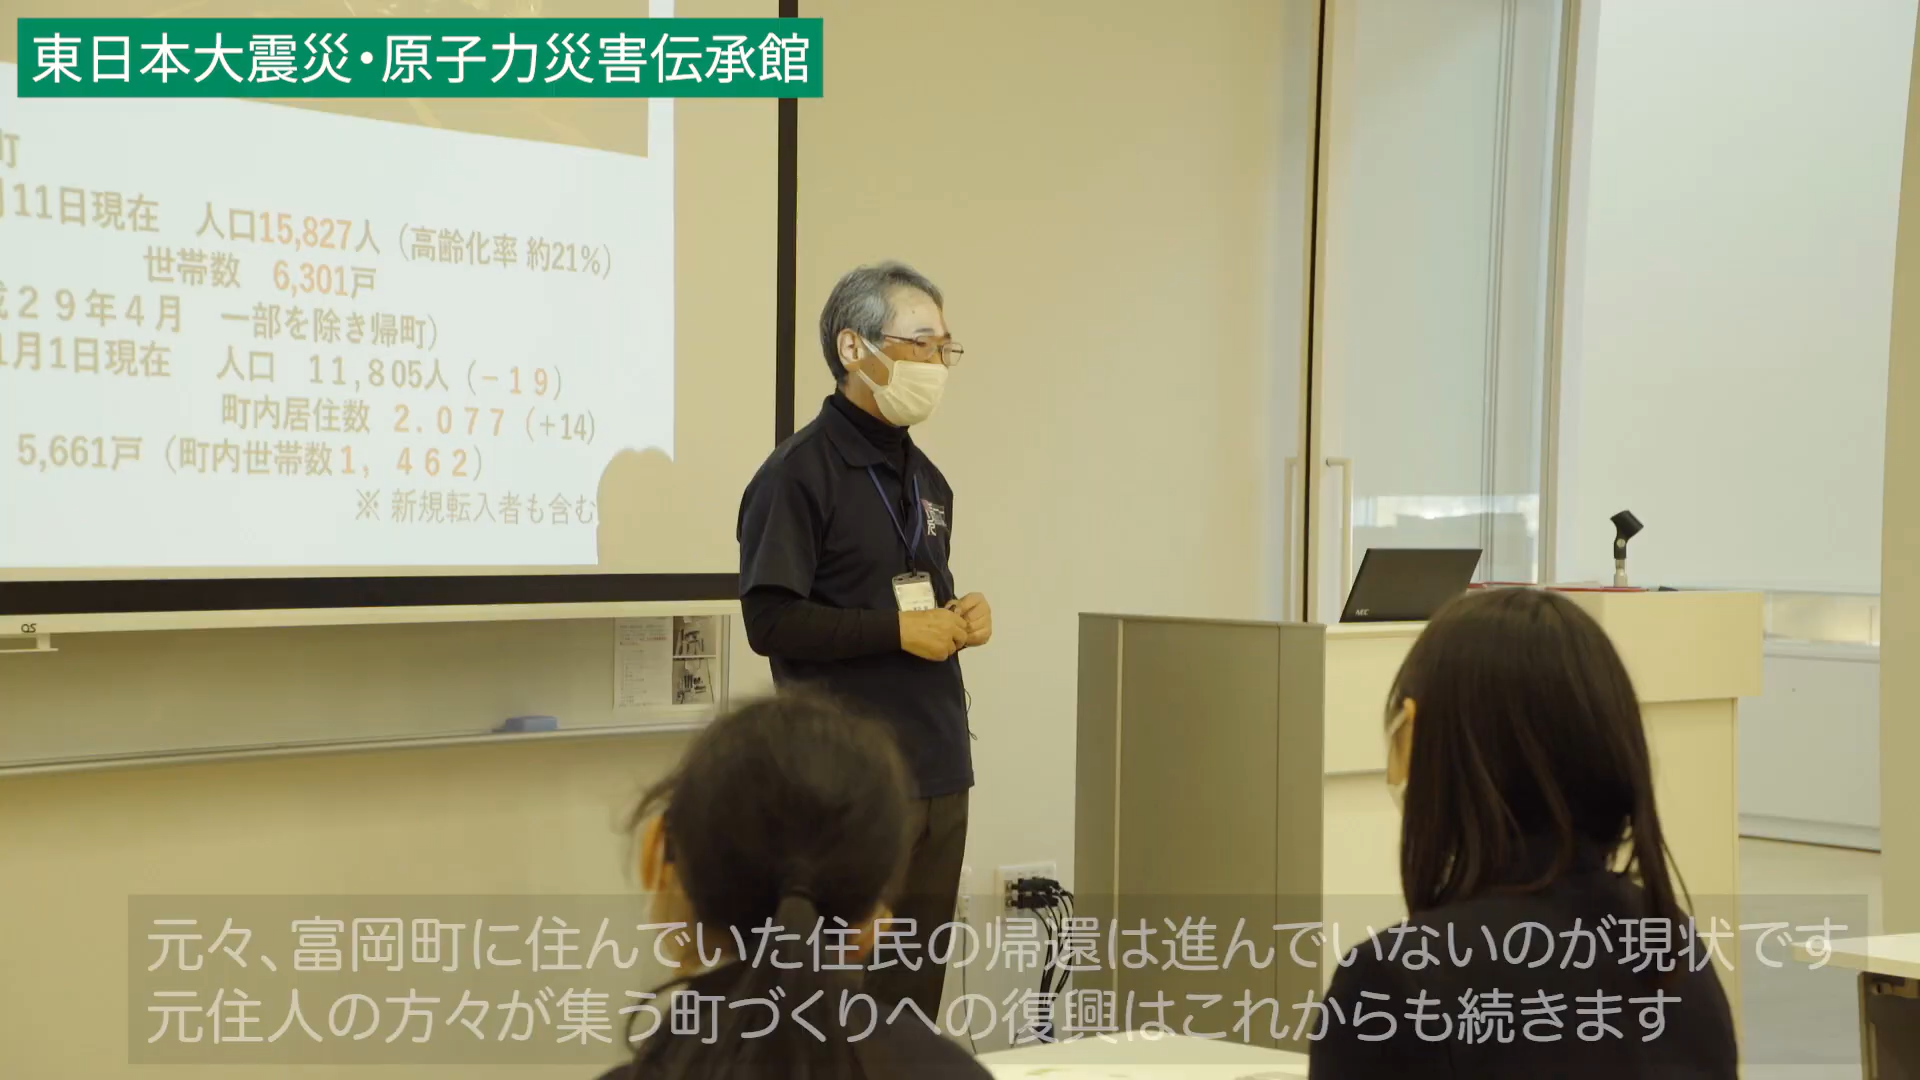 東日本大震災・原子力災害伝承館
町
月11日現在 人口15,827人（高齢化率 約21%）
世帯数 6,301戸
成２９年４月 一部を除き帰町）
1月1日現在 人口 １１,８05人（－１９）
町内居住数 ２.０７７（+14）
5,661戸（町内世帯数１，４６２）
※ 新規転入者も含む
OS
NEC
元々、富岡町に住んでいた住民の帰還は進んでいないのが現状です
元住人の方々が集う町づくりへの復興はこれからも続きます